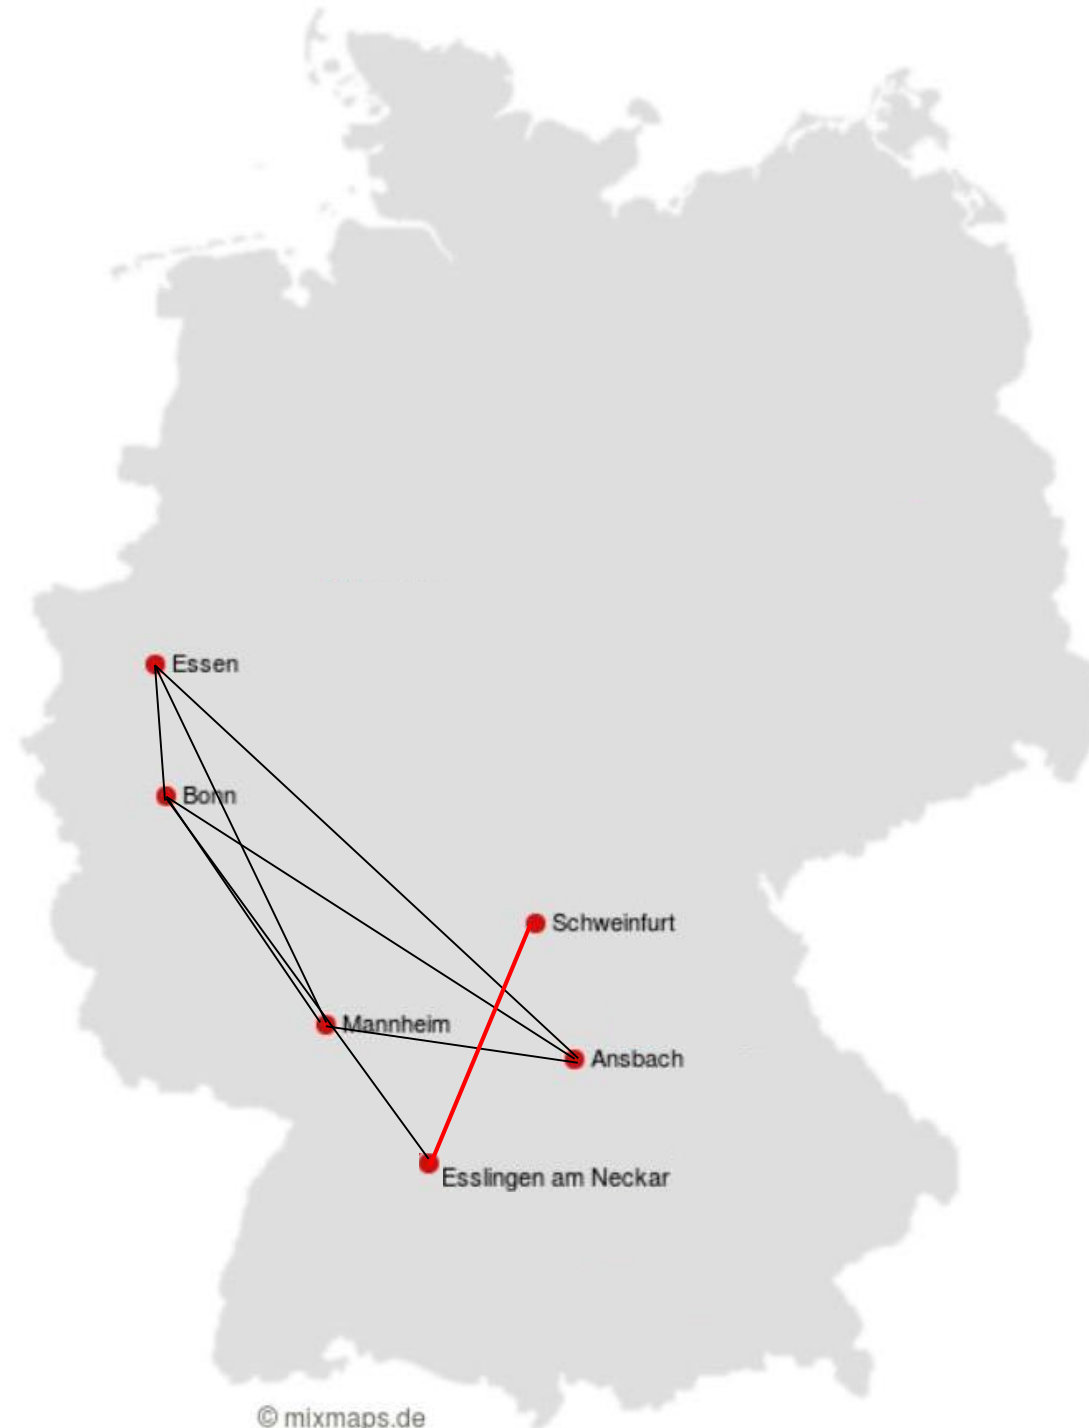 Essen
Bonn
Schweinfurt
Mannheim
Ansbach
Esslingen am Neckar
© mixmaps.de